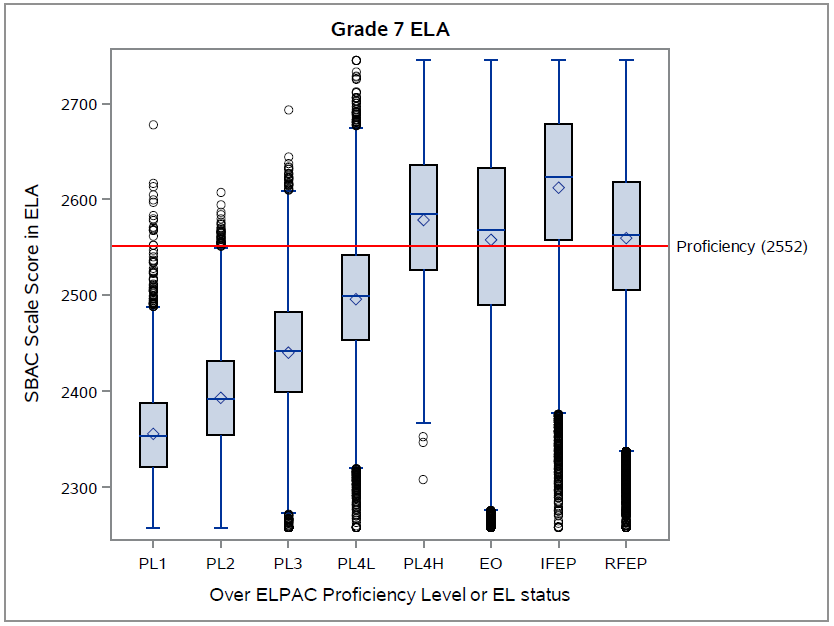 Grade 7 ELA
SBAC Scale Score in ELA
2700
2600
2500
2400
2300
Proficiency (2552)
PL1 PL2 PL3 PL4L PL4H EO IFEP RFEP
Over ELPAC Proficiency Level or EL status